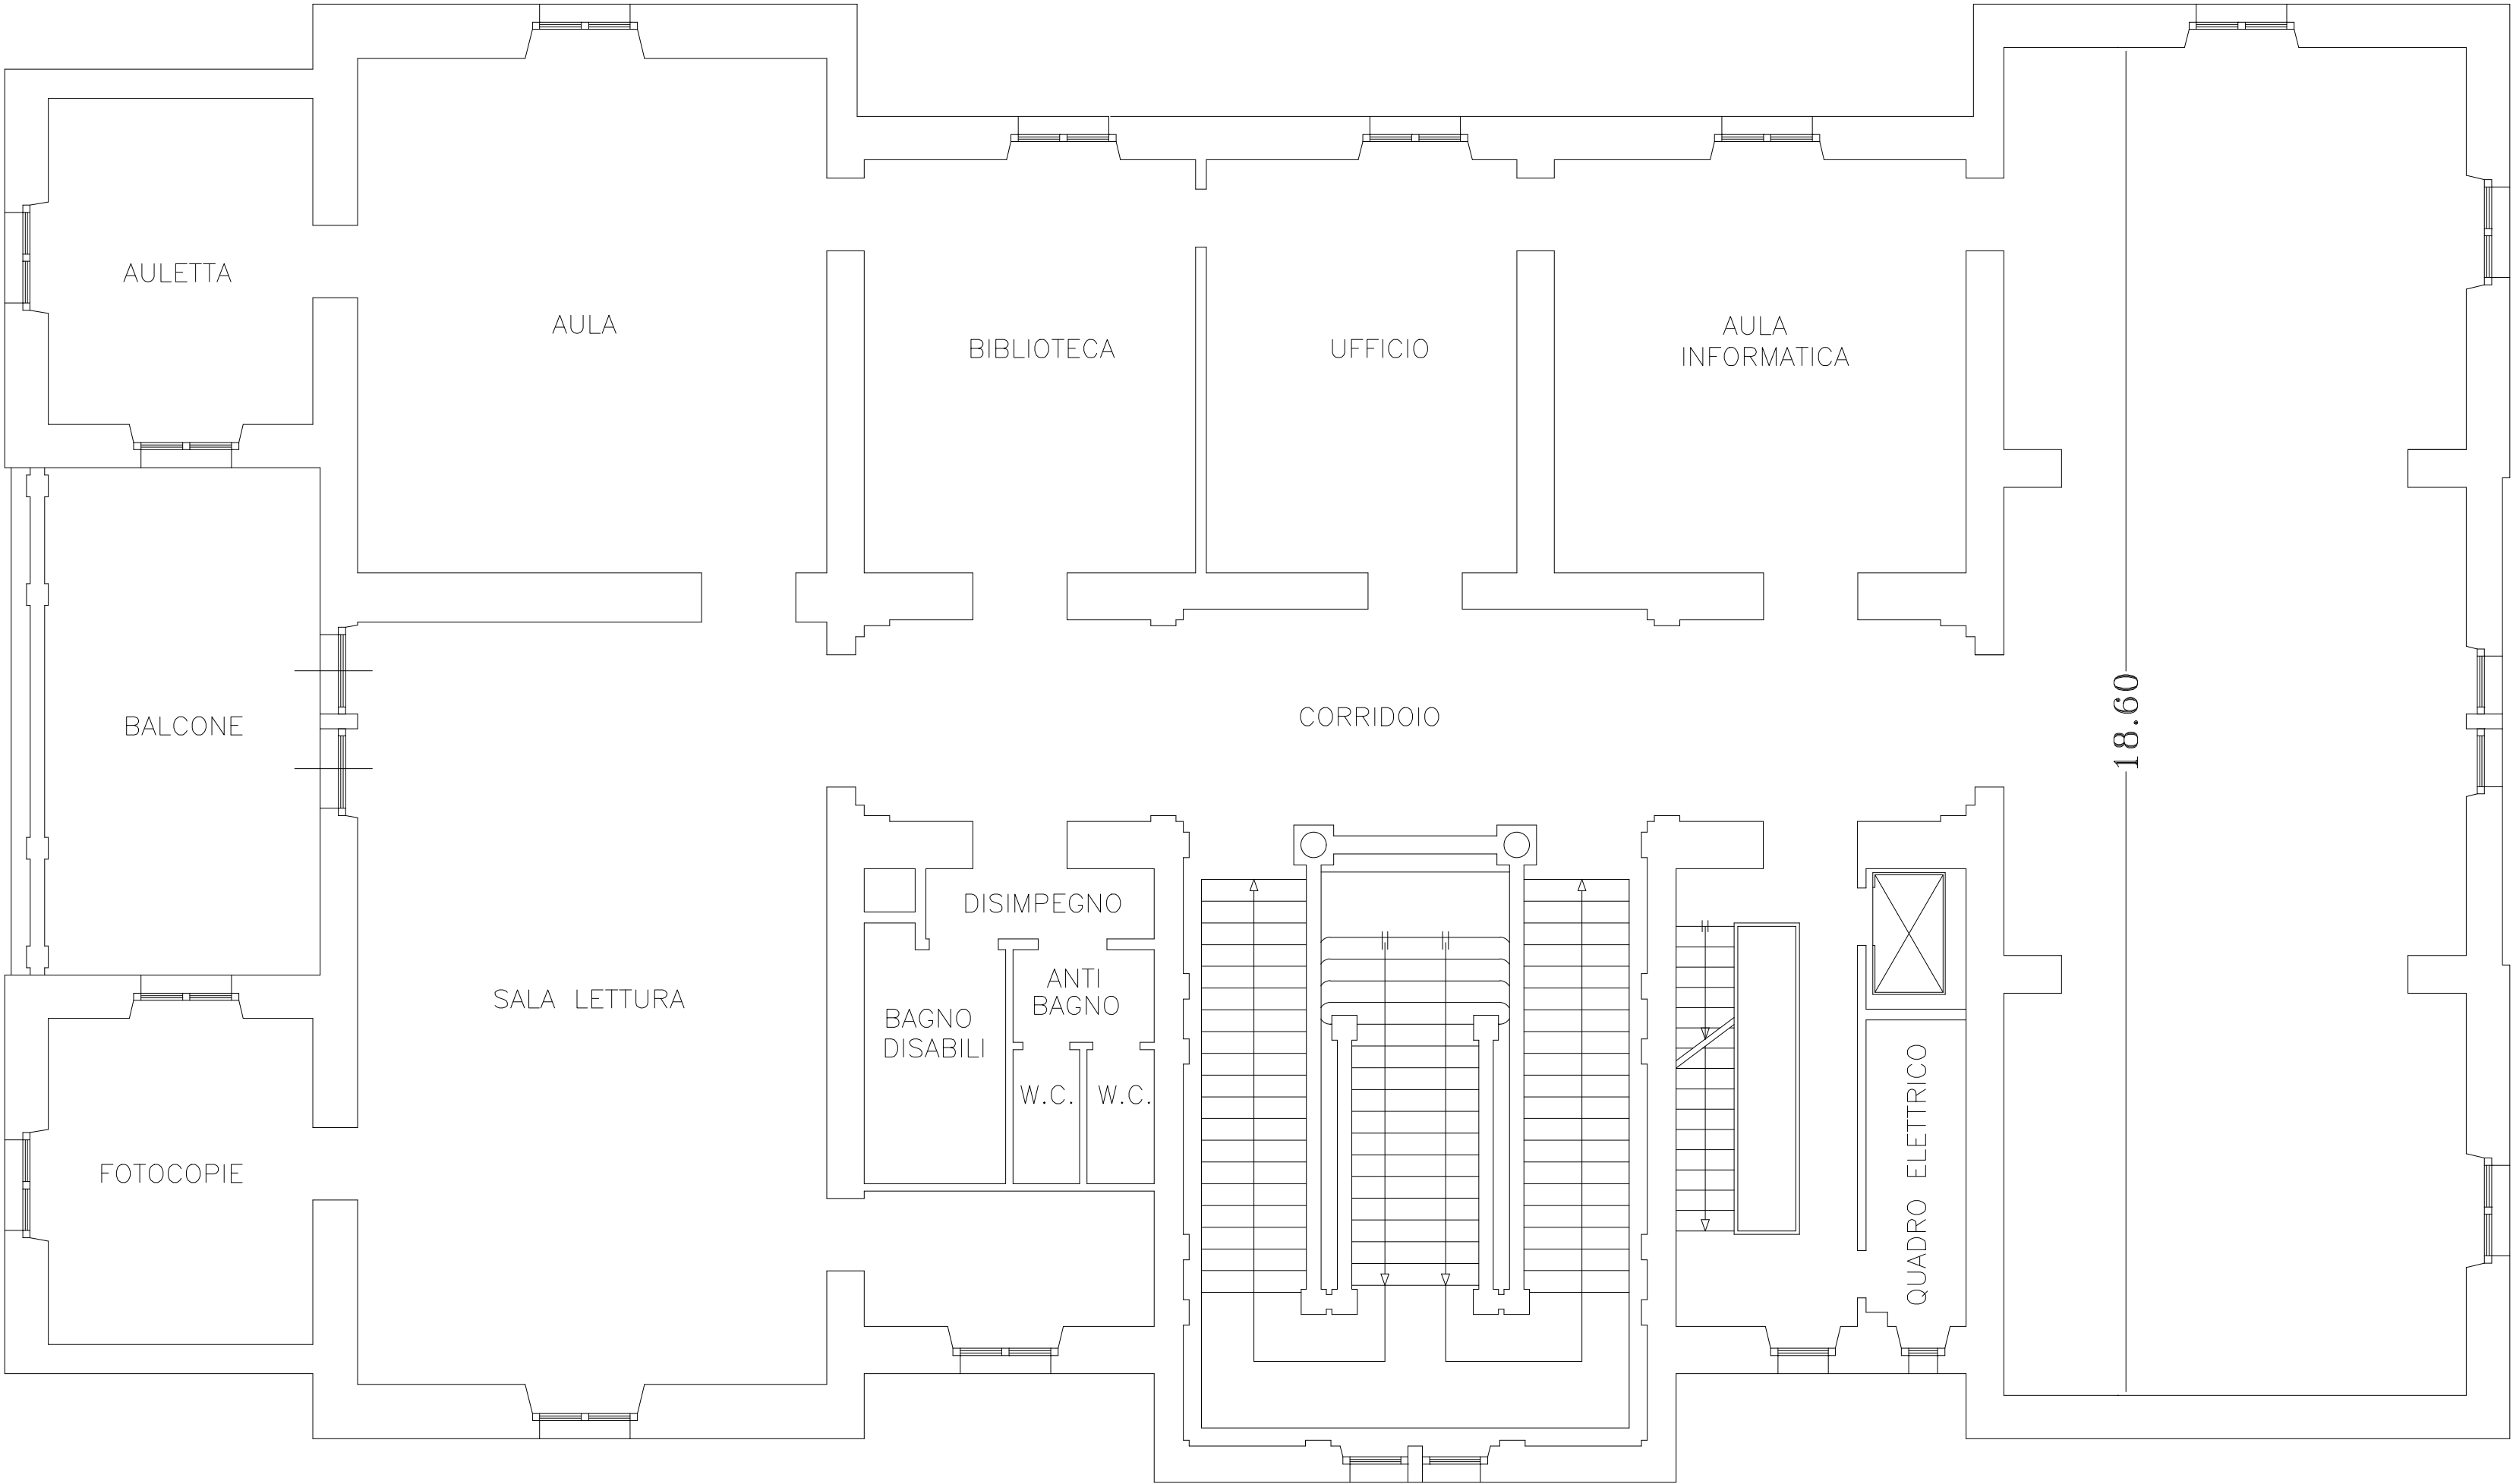 AULETTA
AULA
BIBLIOTECA
UFFICIO
AULA
INFORMATICA
BALCONE
CORRIDOIO
18.60
DISIMPEGNO
ANTI
BAGNO
SALA LETTURA
BAGNO
DISABILI
W.C.
W.C.
FOTOCOPIE
QUADRO ELETTRICO